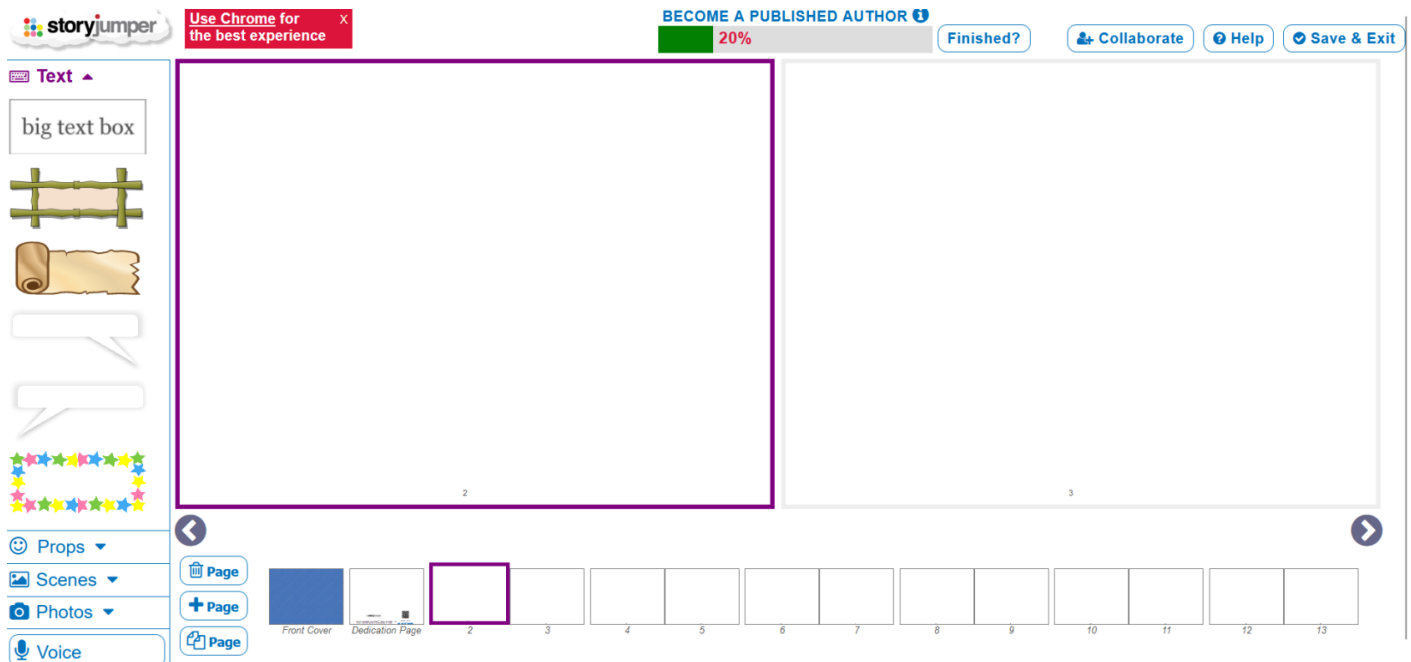 storyjumper
Use Chrome for
the best experience
X
BECOME A PUBLISHED AUTHOR
20%
Finished?
Collaborate
Help
Save & Exit
Text
big text box
Props
Scenes
Photos
Voice
2
3
Page
Page
Page
Front Cover
Dedication Page
2
3
4
5
6
7
8
9
10
11
12
13